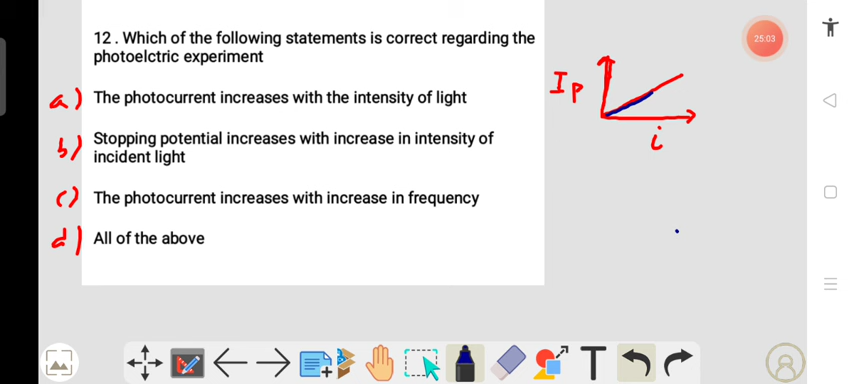 25:03
12 . Which of the following statements is correct regarding the
photoelctric experiment
a) The photocurrent increases with the intensity of light
b) Stopping potential increases with increase in intensity of
incident light
c) The photocurrent increases with increase in frequency
d) All of the above
Ip
i
T